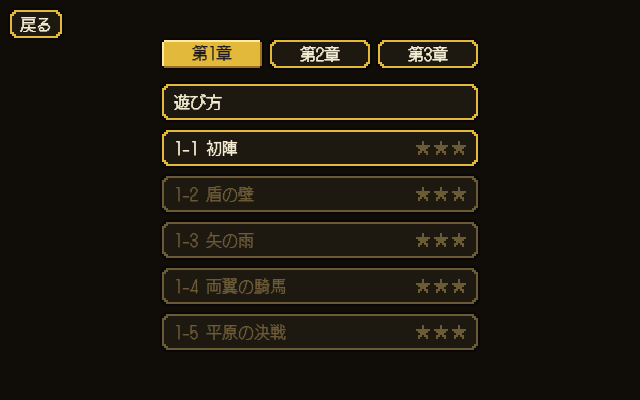 戻る
第1章 第2章 第3章
遊び方
1-1 初陣 ★★★
1-2 盾の壁 ★★★
1-3 矢の雨 ★★★
1-4 両翼の騎馬 ★★★
1-5 平原の決戦 ★★★